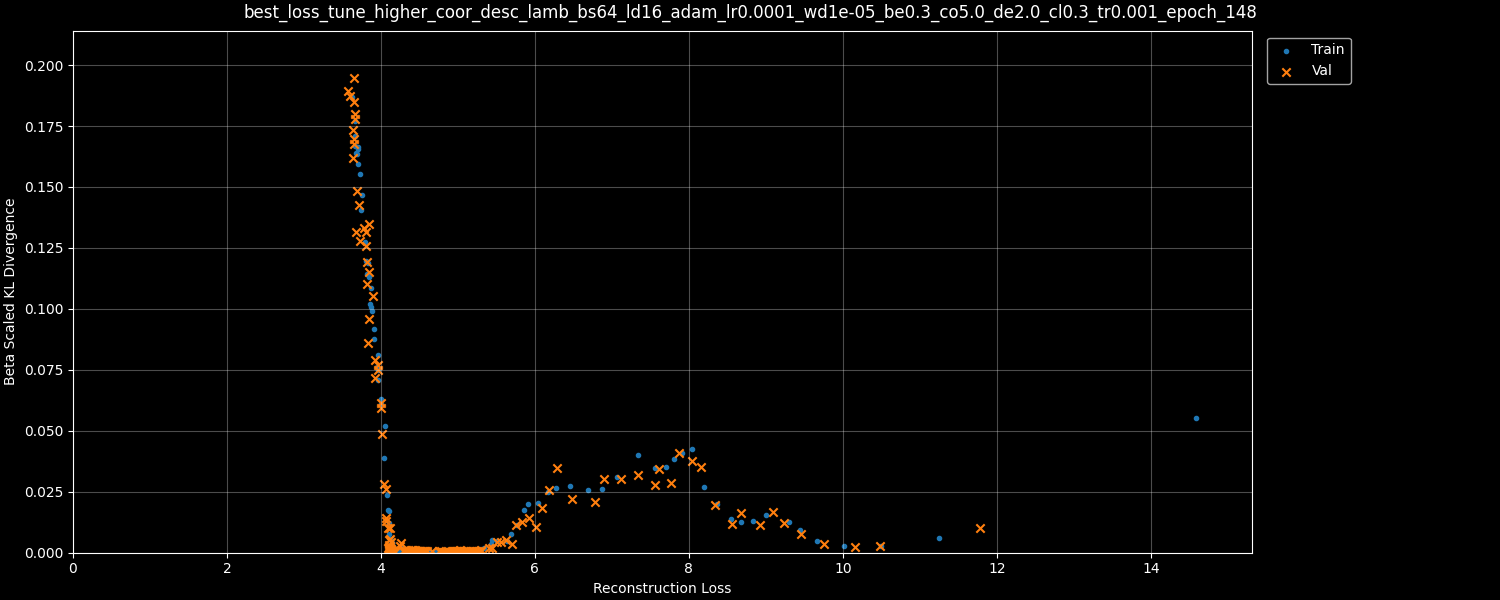 best_loss_tune_higher_coor_desc_lamb_bs64_ld16_adam_lr0.0001_wd1e-05_be0.3_co5.0_de2.0_cl0.3_tr0.001_epoch_148
Train
Val
0.200
0.175
0.150
0.125
0.100
0.075
0.050
0.025
0.000
Beta Scaled KL Divergence
0 2 4 6 8 10 12 14
Reconstruction Loss